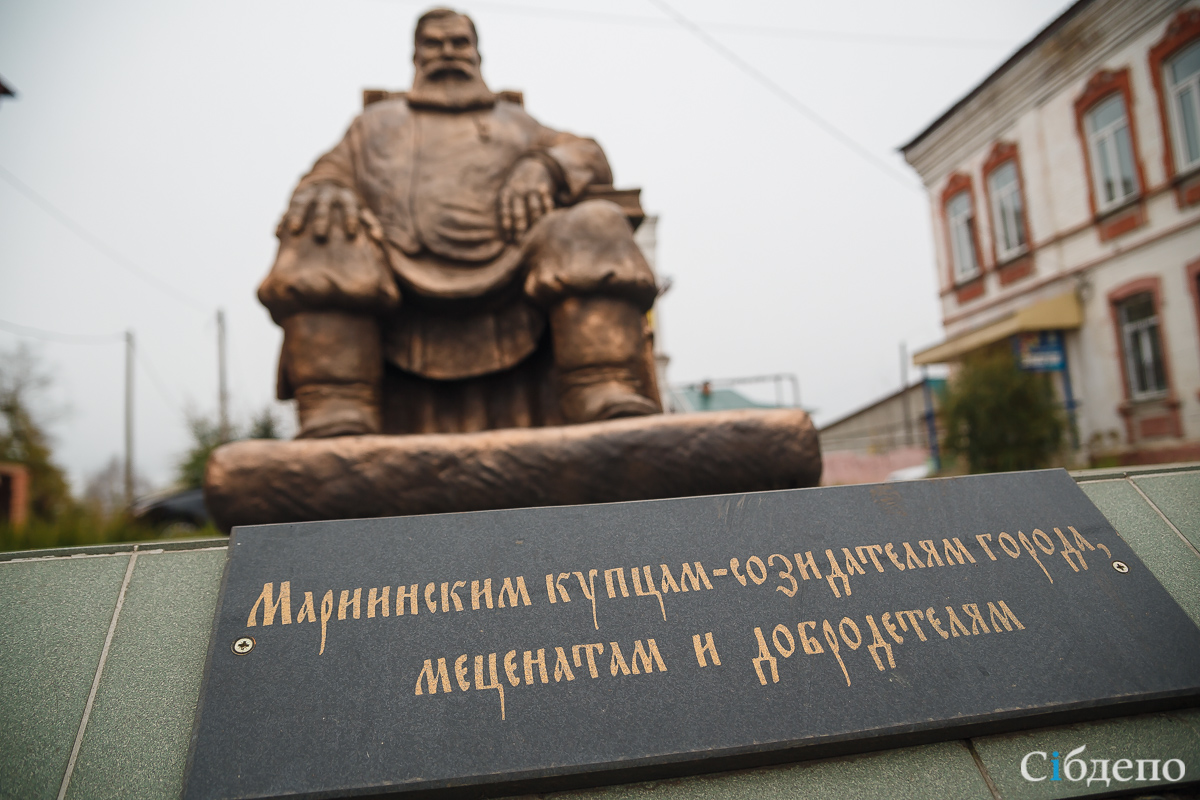 Мариинским купцам-созидателям города,
меценатам и добродетелям
Сібдепо